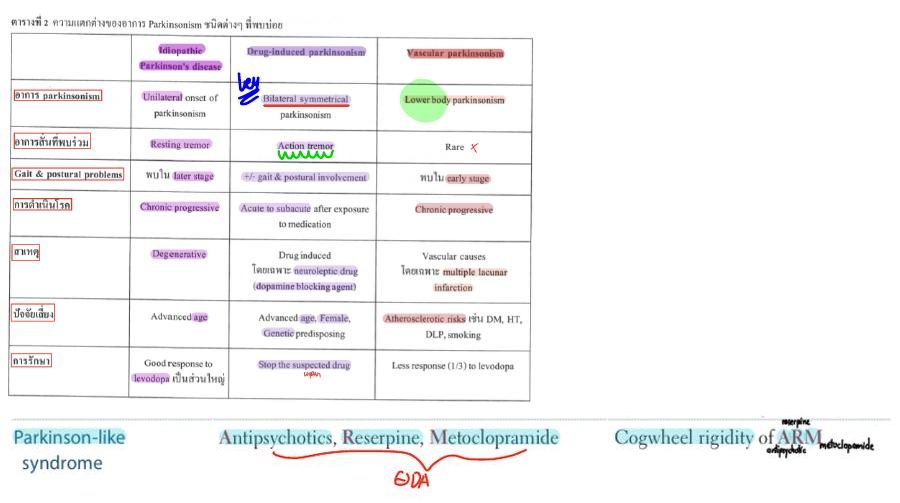 ตารางที่ 2 ความแตกต่างของอาการ Parkinsonism ชนิดต่างๆ ที่พบบ่อย
Idiopathic Parkinson's disease
Drug-induced parkinsonism
Vascular parkinsonism
อาการ parkinsonism
Unilateral onset of
parkinsonism
Bilateral symmetrical
parkinsonism
Lower body parkinsonism
อาการสั่นที่พบร่วม
Resting tremor
Action tremor
Rare x
Gait & postural problems
พบใน later stage
+/- gait & postural involvement
พบใน early stage
การดำเนินโรค
Chronic progressive
Acute to subacute after exposure
to medication
Chronic progressive
สาเหตุ
Degenerative
Drug induced
โดยเฉพาะ neuroleptic drug
(dopamine blocking agent)
Vascular causes
โดยเฉพาะ multiple lacunar
infarction
ปัจจัยเสี่ยง
Advanced age
Advanced age, Female,
Genetic predisposing
Atherosclerotic risks เช่น DM, HT,
DLP, smoking
การรักษา
Good response to
levodopa เป็นส่วนใหญ่
Stop the suspected drug
Less response (1/3) to levodopa
Parkinson-like
syndrome
Antipsychotics, Reserpine, Metoclopramide
DA
reserpine
Cogwheel rigidity of ARM
antipsychotic
metoclopamide